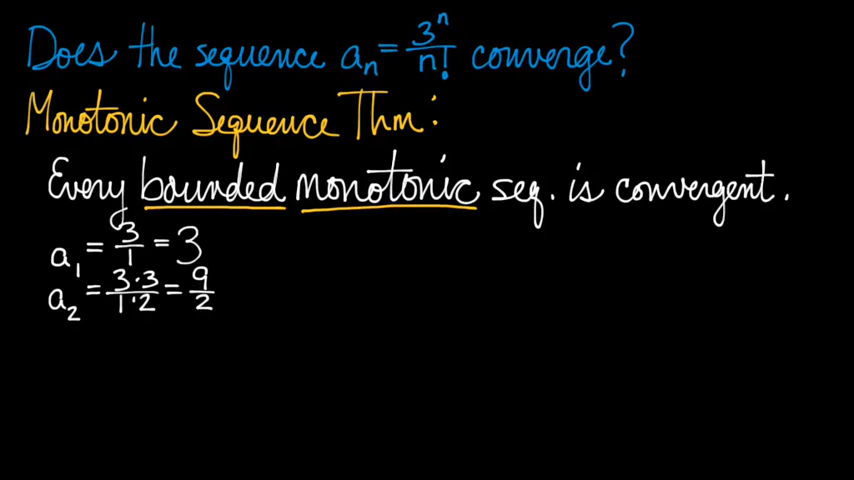 Does the sequence aₙ = 3ⁿ/n! converge?
Monotonic Sequence Thm:
Every bounded monotonic seq. is convergent.
a₁ = 3/1 = 3
a₂ = 3·3/1·2 = 9/2